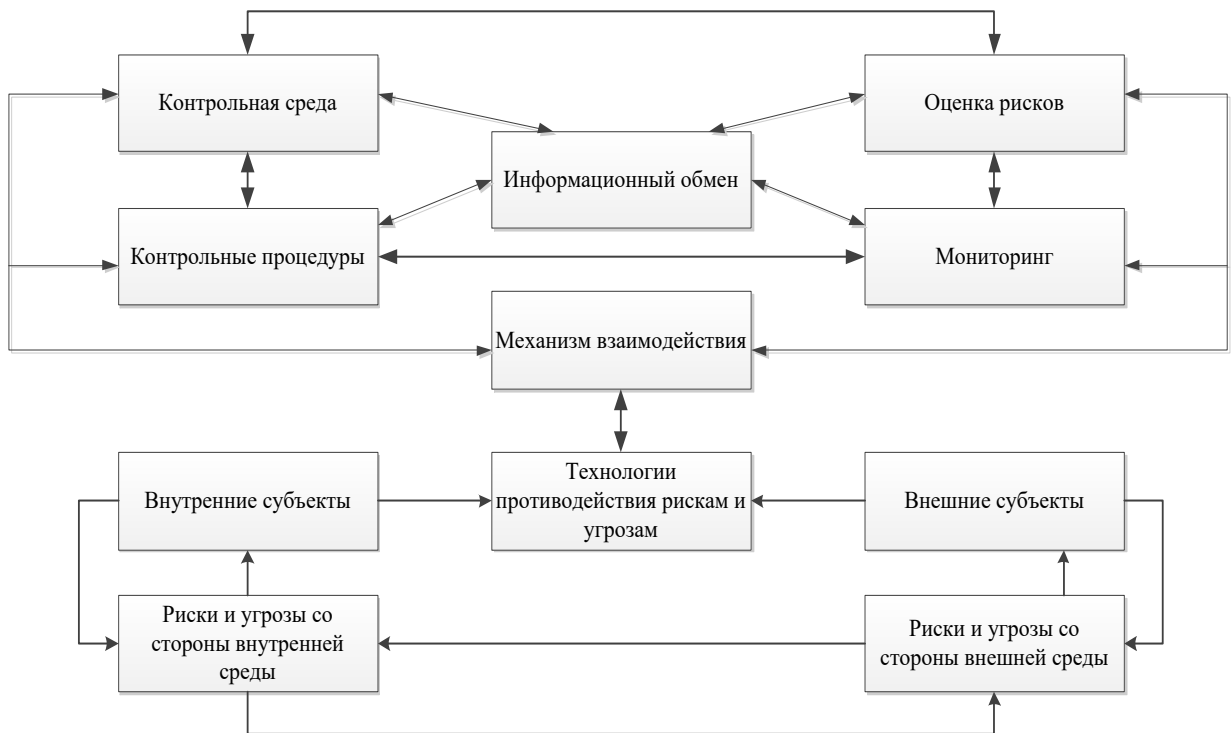 Контрольная среда
Оценка рисков
Информационный обмен
Контрольные процедуры
Мониторинг
Механизм взаимодействия
Внутренние субъекты
Технологии
противодействия рискам и
угрозам
Внешние субъекты
Риски и угрозы со
стороны внутренней
среды
Риски и угрозы со
стороны внешней среды